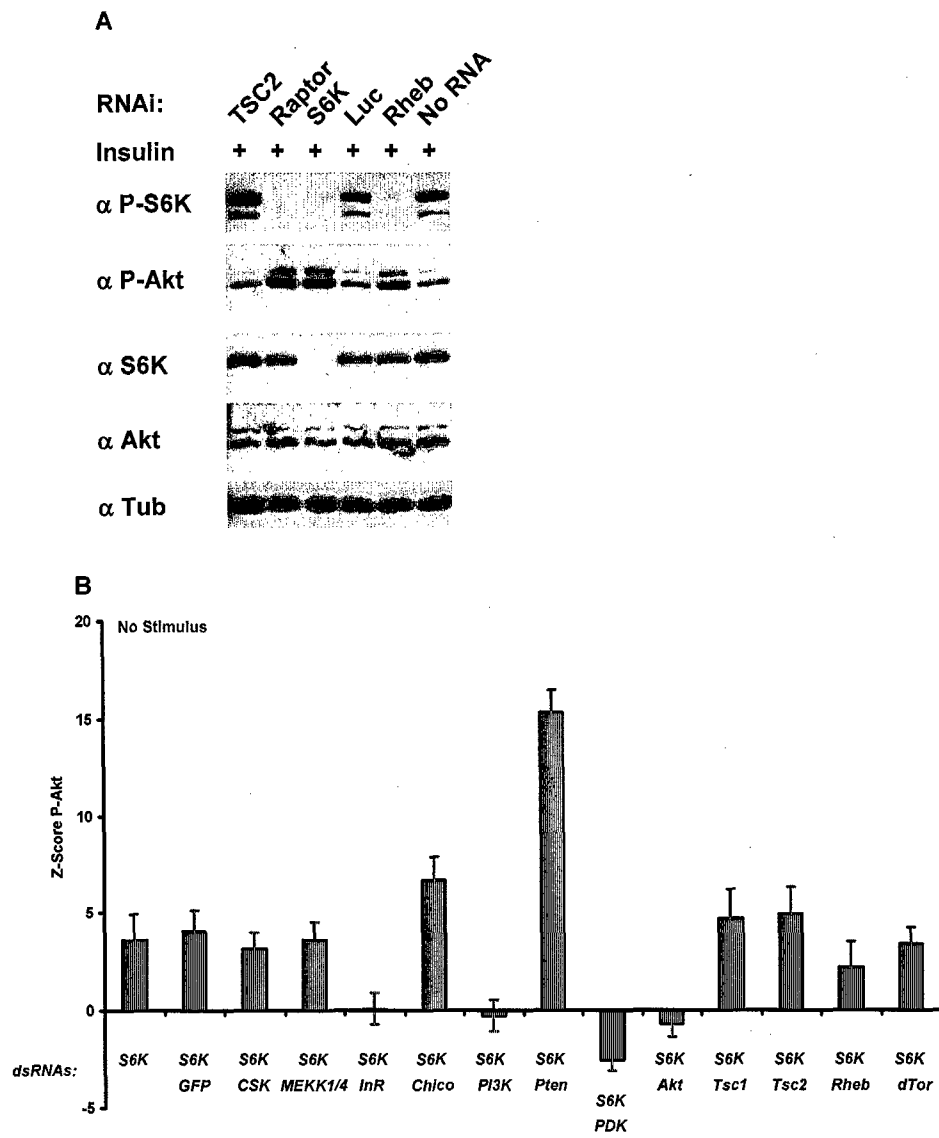 A
RNAi: TSC2 Raptor S6K Luc Rheb No RNA
Insulin + + + + + +
α P-S6K
α P-Akt
α S6K
α Akt
α Tub
B
20
No Stimulus
15
10
5
0
-5
Z-Score P-Akt
dsRNAs:
S6K
S6K GFP
S6K CSK
S6K MEKK1/4
S6K InR
S6K Chico
S6K PI3K
S6K Pten
S6K PDK
S6K Akt
S6K Tsc1
S6K Tsc2
S6K Rheb
S6K dTor